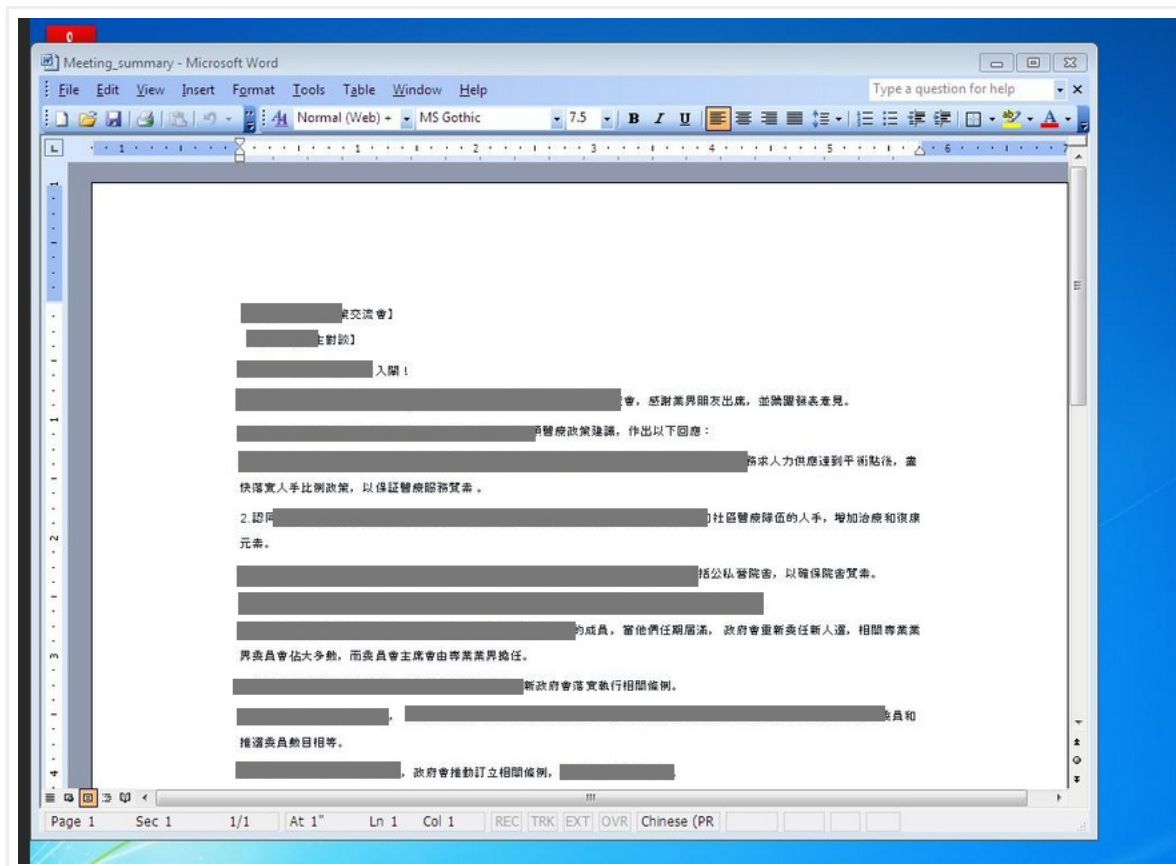 Meeting_summary - Microsoft Word
File Edit View Insert Format Tools Table Window Help
Type a question for help
Normal (Web) + MS Gothic 7.5 B I U
交流會】
對談】
入閘！
會，感謝業界朋友出席，並踴躍發表意見。
醫療政策建議，作出以下回應：
務求人力供應達到平衡點後，盡
快落實人手比例政策，以保証醫療服務質素。
2.認同
社區醫療隊伍的人手，增加治療和復康
元素。
括公私營院舍，以確保院舍質素。
的成員，當他們任期屆滿， 政府會重新委任新人選，相關專業業
界委員會佔大多數，而委員會主席會由專業業界擔任。
新政府會落實執行相關條例。
，
委員和
推選委員數目相等。
，政府會推動訂立相關條例，
Page 1 Sec 1 1/1 At 1" Ln 1 Col 1 REC TRK EXT OVR Chinese (PR